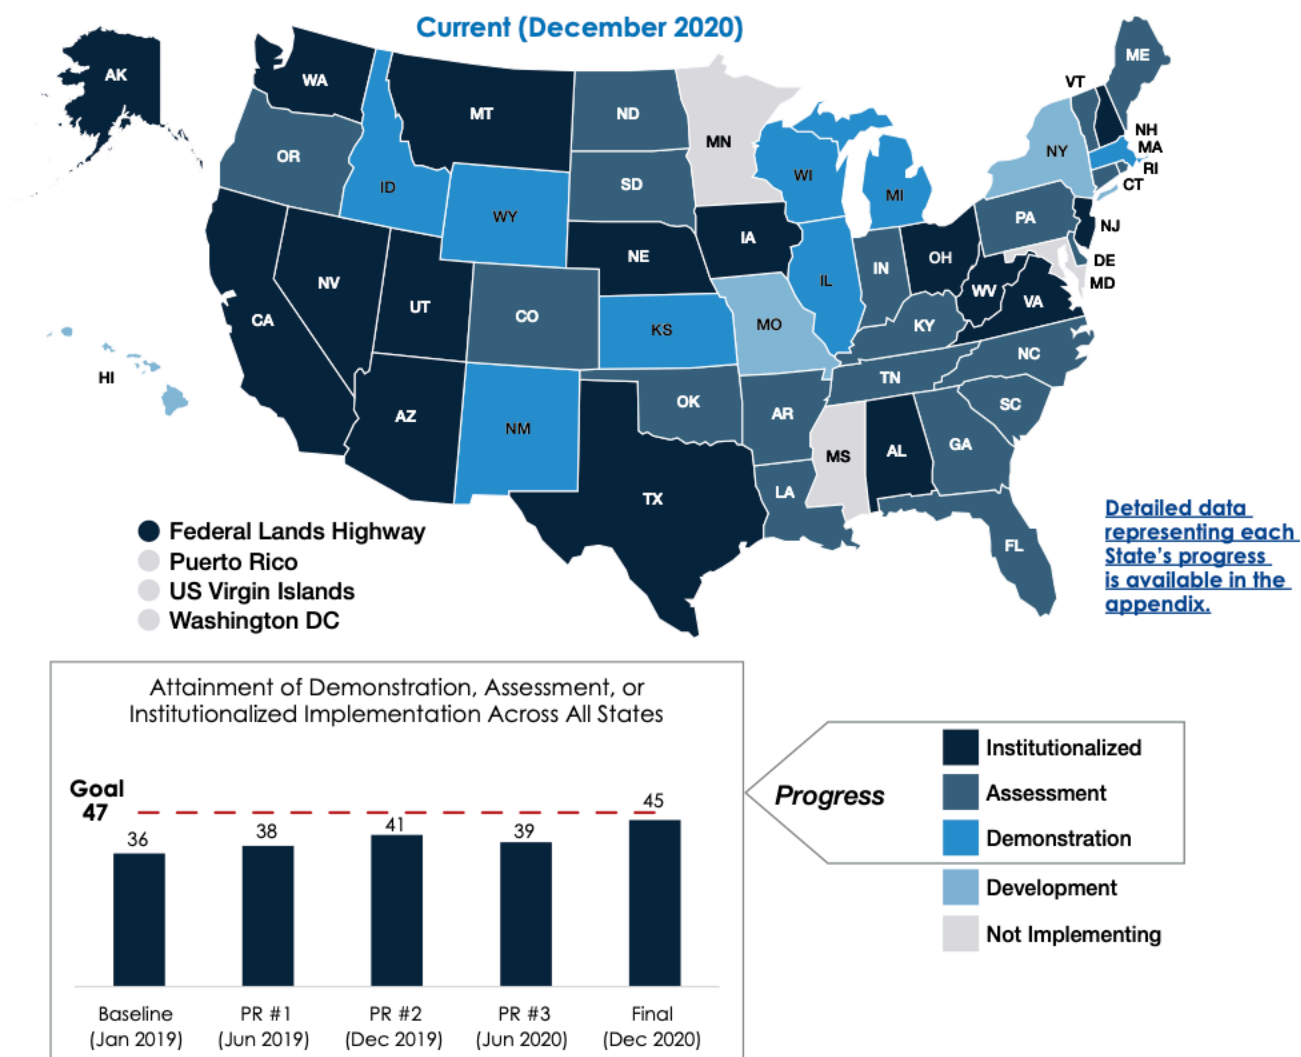 Current (December 2020)
AK
WA
MT
ND
MN
OR
ID
WY
SD
WI
MI
NY
VT
ME
NH
MA
RI
CT
PA
NJ
DE
MD
NE
IA
IL
IN
OH
WV
VA
NV
UT
CO
KS
MO
KY
CA
NC
TN
SC
AZ
NM
OK
AR
MS
AL
GA
TX
LA
FL
HI
Federal Lands Highway
Puerto Rico
US Virgin Islands
Washington DC
Detailed data
representing each
State's progress
is available in the
appendix.
Attainment of Demonstration, Assessment, or
Institutionalized Implementation Across All States
Goal
47
36
38
41
39
45
Baseline
(Jan 2019)
PR #1
(Jun 2019)
PR #2
(Dec 2019)
PR #3
(Jun 2020)
Final
(Dec 2020)
Progress
Institutionalized
Assessment
Demonstration
Development
Not Implementing